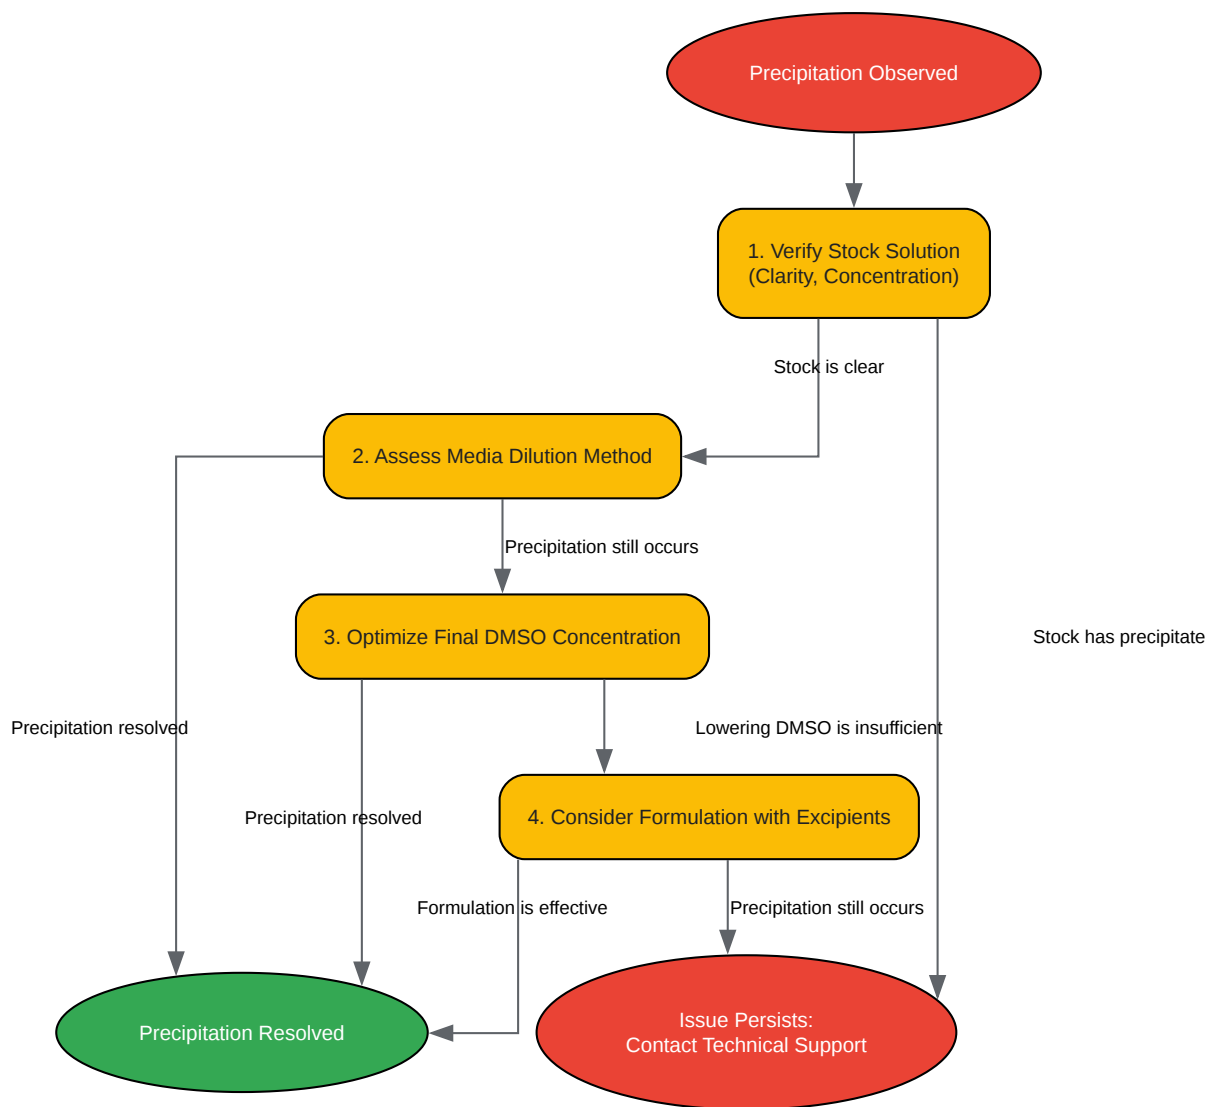 Precipitation Observed
1. Verify Stock Solution
(Clarity, Concentration)
Stock is clear
2. Assess Media Dilution Method
Precipitation still occurs
3. Optimize Final DMSO Concentration
Stock has precipitate
Precipitation resolved
Lowering DMSO is insufficient
Precipitation resolved
4. Consider Formulation with Excipients
Formulation is effective
Precipitation still occurs
Precipitation Resolved
Issue Persists:
Contact Technical Support